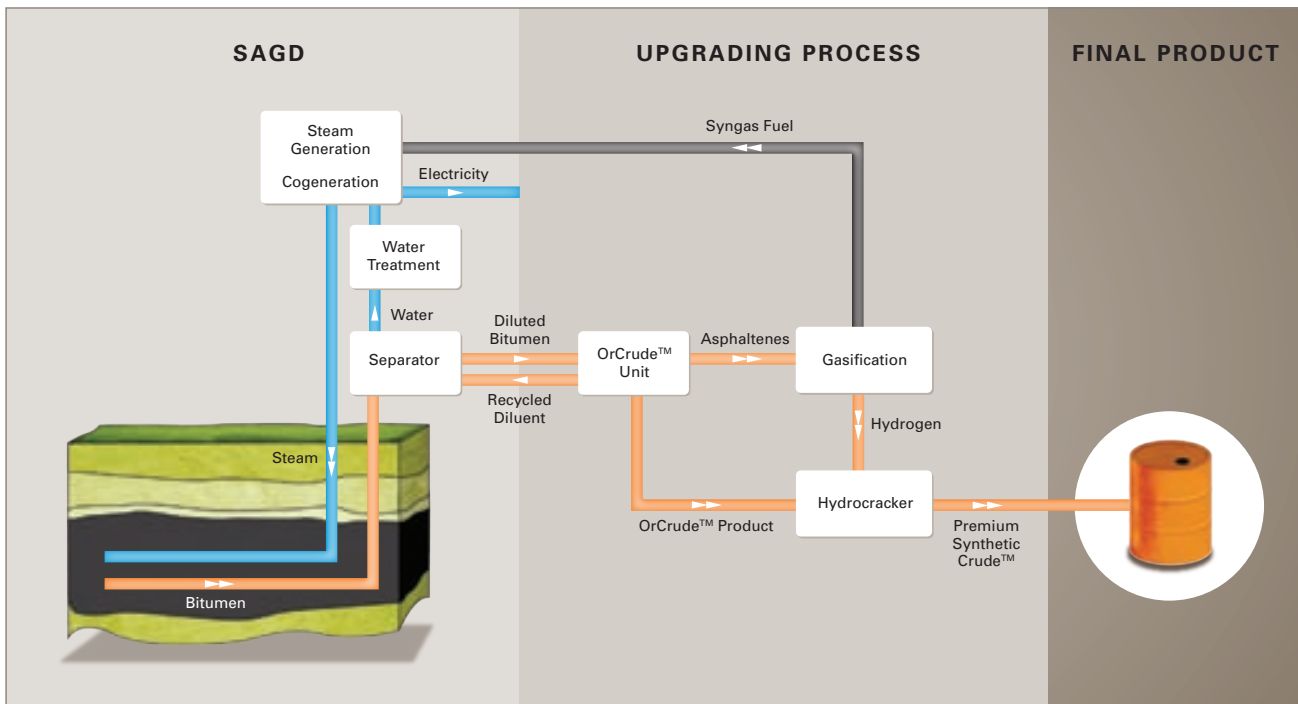 SAGD
UPGRADING PROCESS
FINAL PRODUCT
Steam
Generation
Cogeneration
Syngas Fuel
Electricity
Water
Treatment
Water
Diluted
Bitumen
Separator
OrCrude™
Unit
Asphaltenes
Gasification
Recycled
Diluent
Hydrogen
Steam
Hydrocracker
OrCrude™ Product
Premium
Synthetic
Crude™
Bitumen